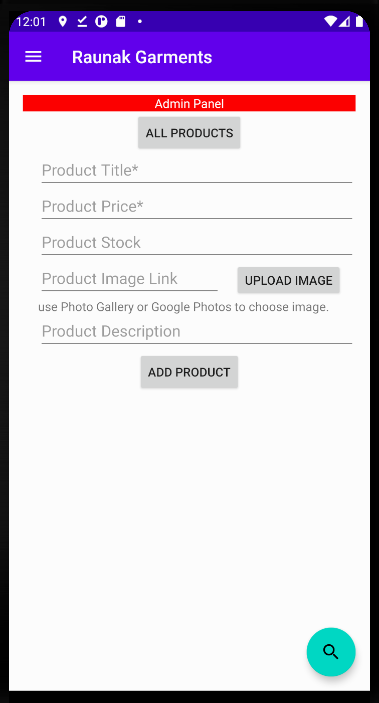 12:01
Raunak Garments
Admin Panel
ALL PRODUCTS
Product Title*
Product Price*
Product Stock
Product Image Link UPLOAD IMAGE
use Photo Gallery or Google Photos to choose image.
Product Description
ADD PRODUCT